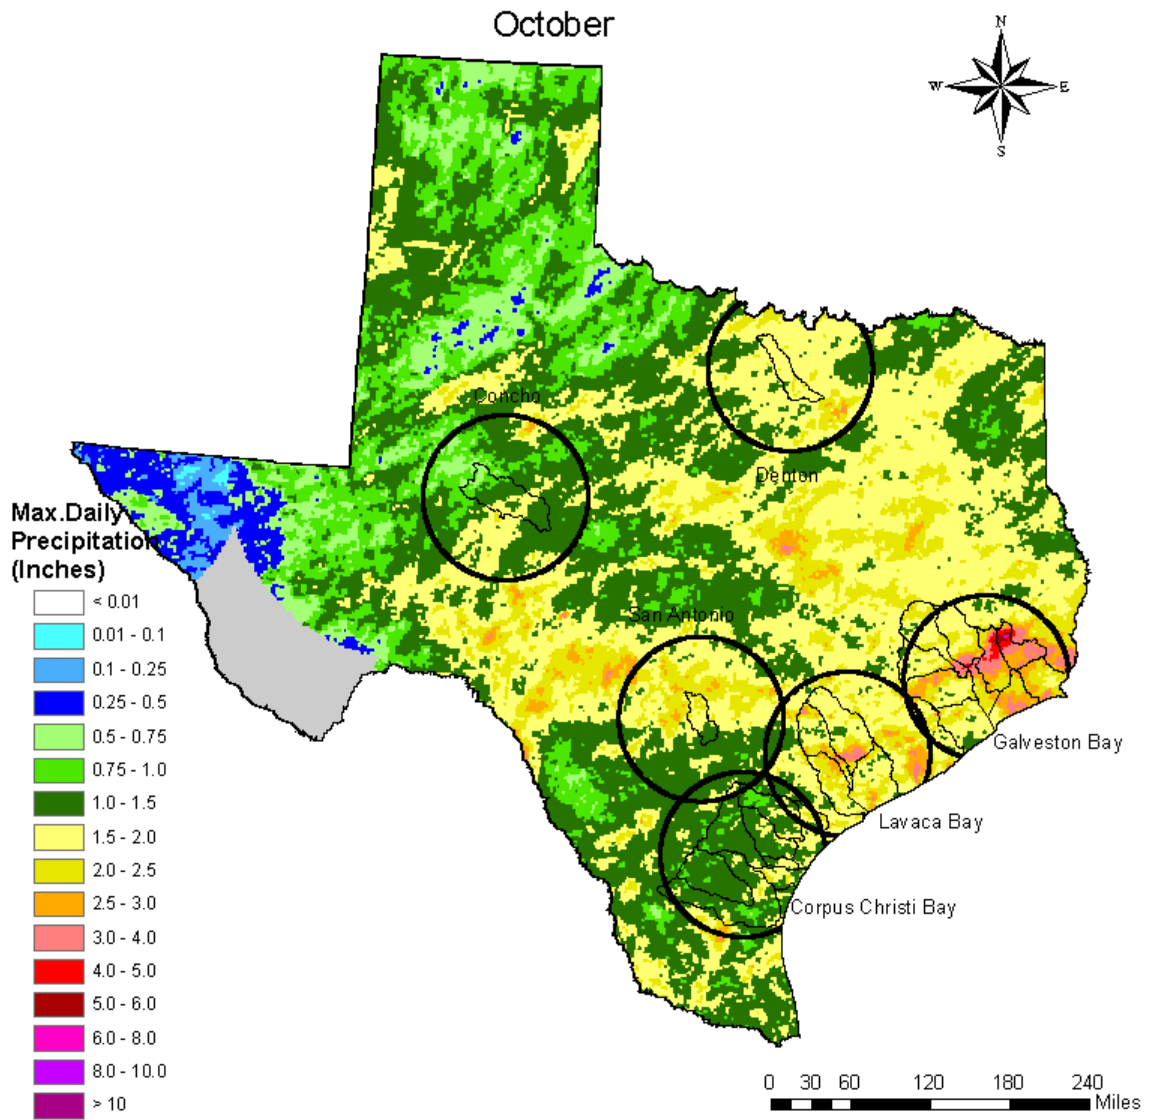 October
N
W
E
S
Concho
Denton
Max.Daily
Precipitation
(Inches)
< 0.01
0.01 - 0.1
0.1 - 0.25
0.25 - 0.5
0.5 - 0.75
0.75 - 1.0
1.0 - 1.5
1.5 - 2.0
2.0 - 2.5
2.5 - 3.0
3.0 - 4.0
4.0 - 5.0
5.0 - 6.0
6.0 - 8.0
8.0 - 10.0
> 10
San Antonio
Galveston Bay
Lavaca Bay
Corpus Christi Bay
0 30 60 120 180 240
Miles